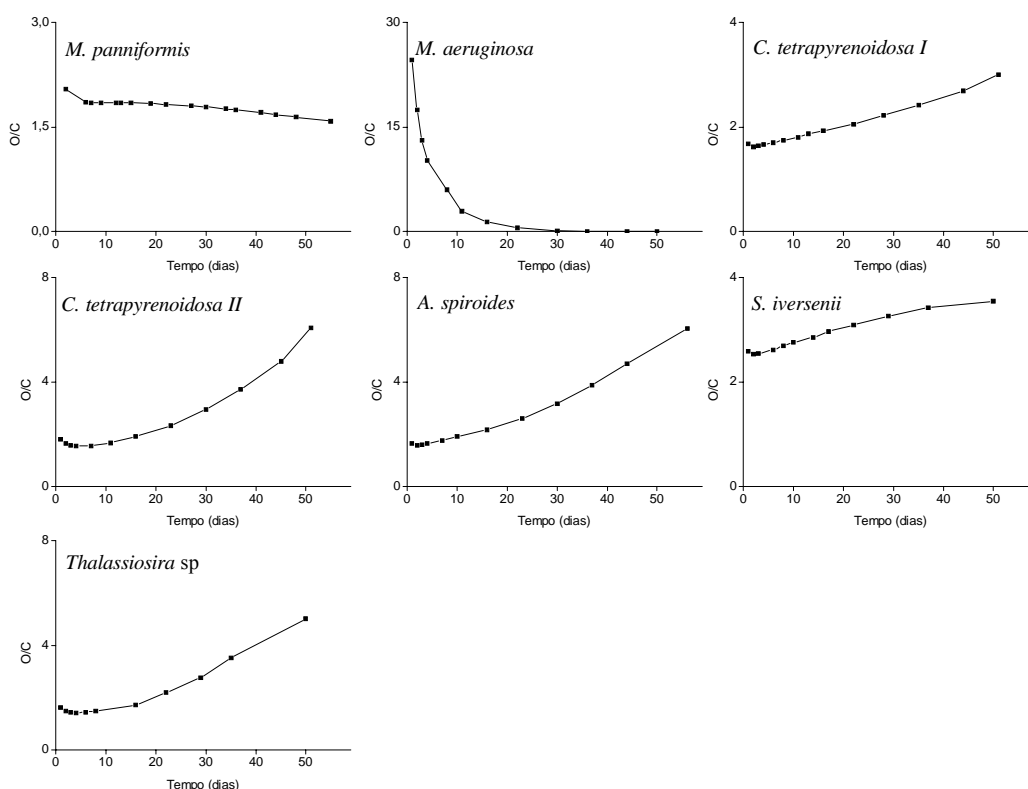 M. panniformis
3,0
1,5
0,0
O/C
0 10 20 30 40 50
Tempo (dias)
M. aeruginosa
30
15
0
O/C
0 10 20 30 40 50
Tempo (dias)
C. tetrapyrenoidosa I
4
2
0
O/C
0 10 20 30 40 50
Tempo (dias)
C. tetrapyrenoidosa II
8
4
0
O/C
0 10 20 30 40 50
Tempo (dias)
A. spiroides
8
4
0
O/C
0 10 20 30 40 50
Tempo (dias)
S. iversenii
4
2
0
O/C
0 10 20 30 40 50
Tempo (dias)
Thalassiosira sp
8
4
0
O/C
0 10 20 30 40 50
Tempo (dias)